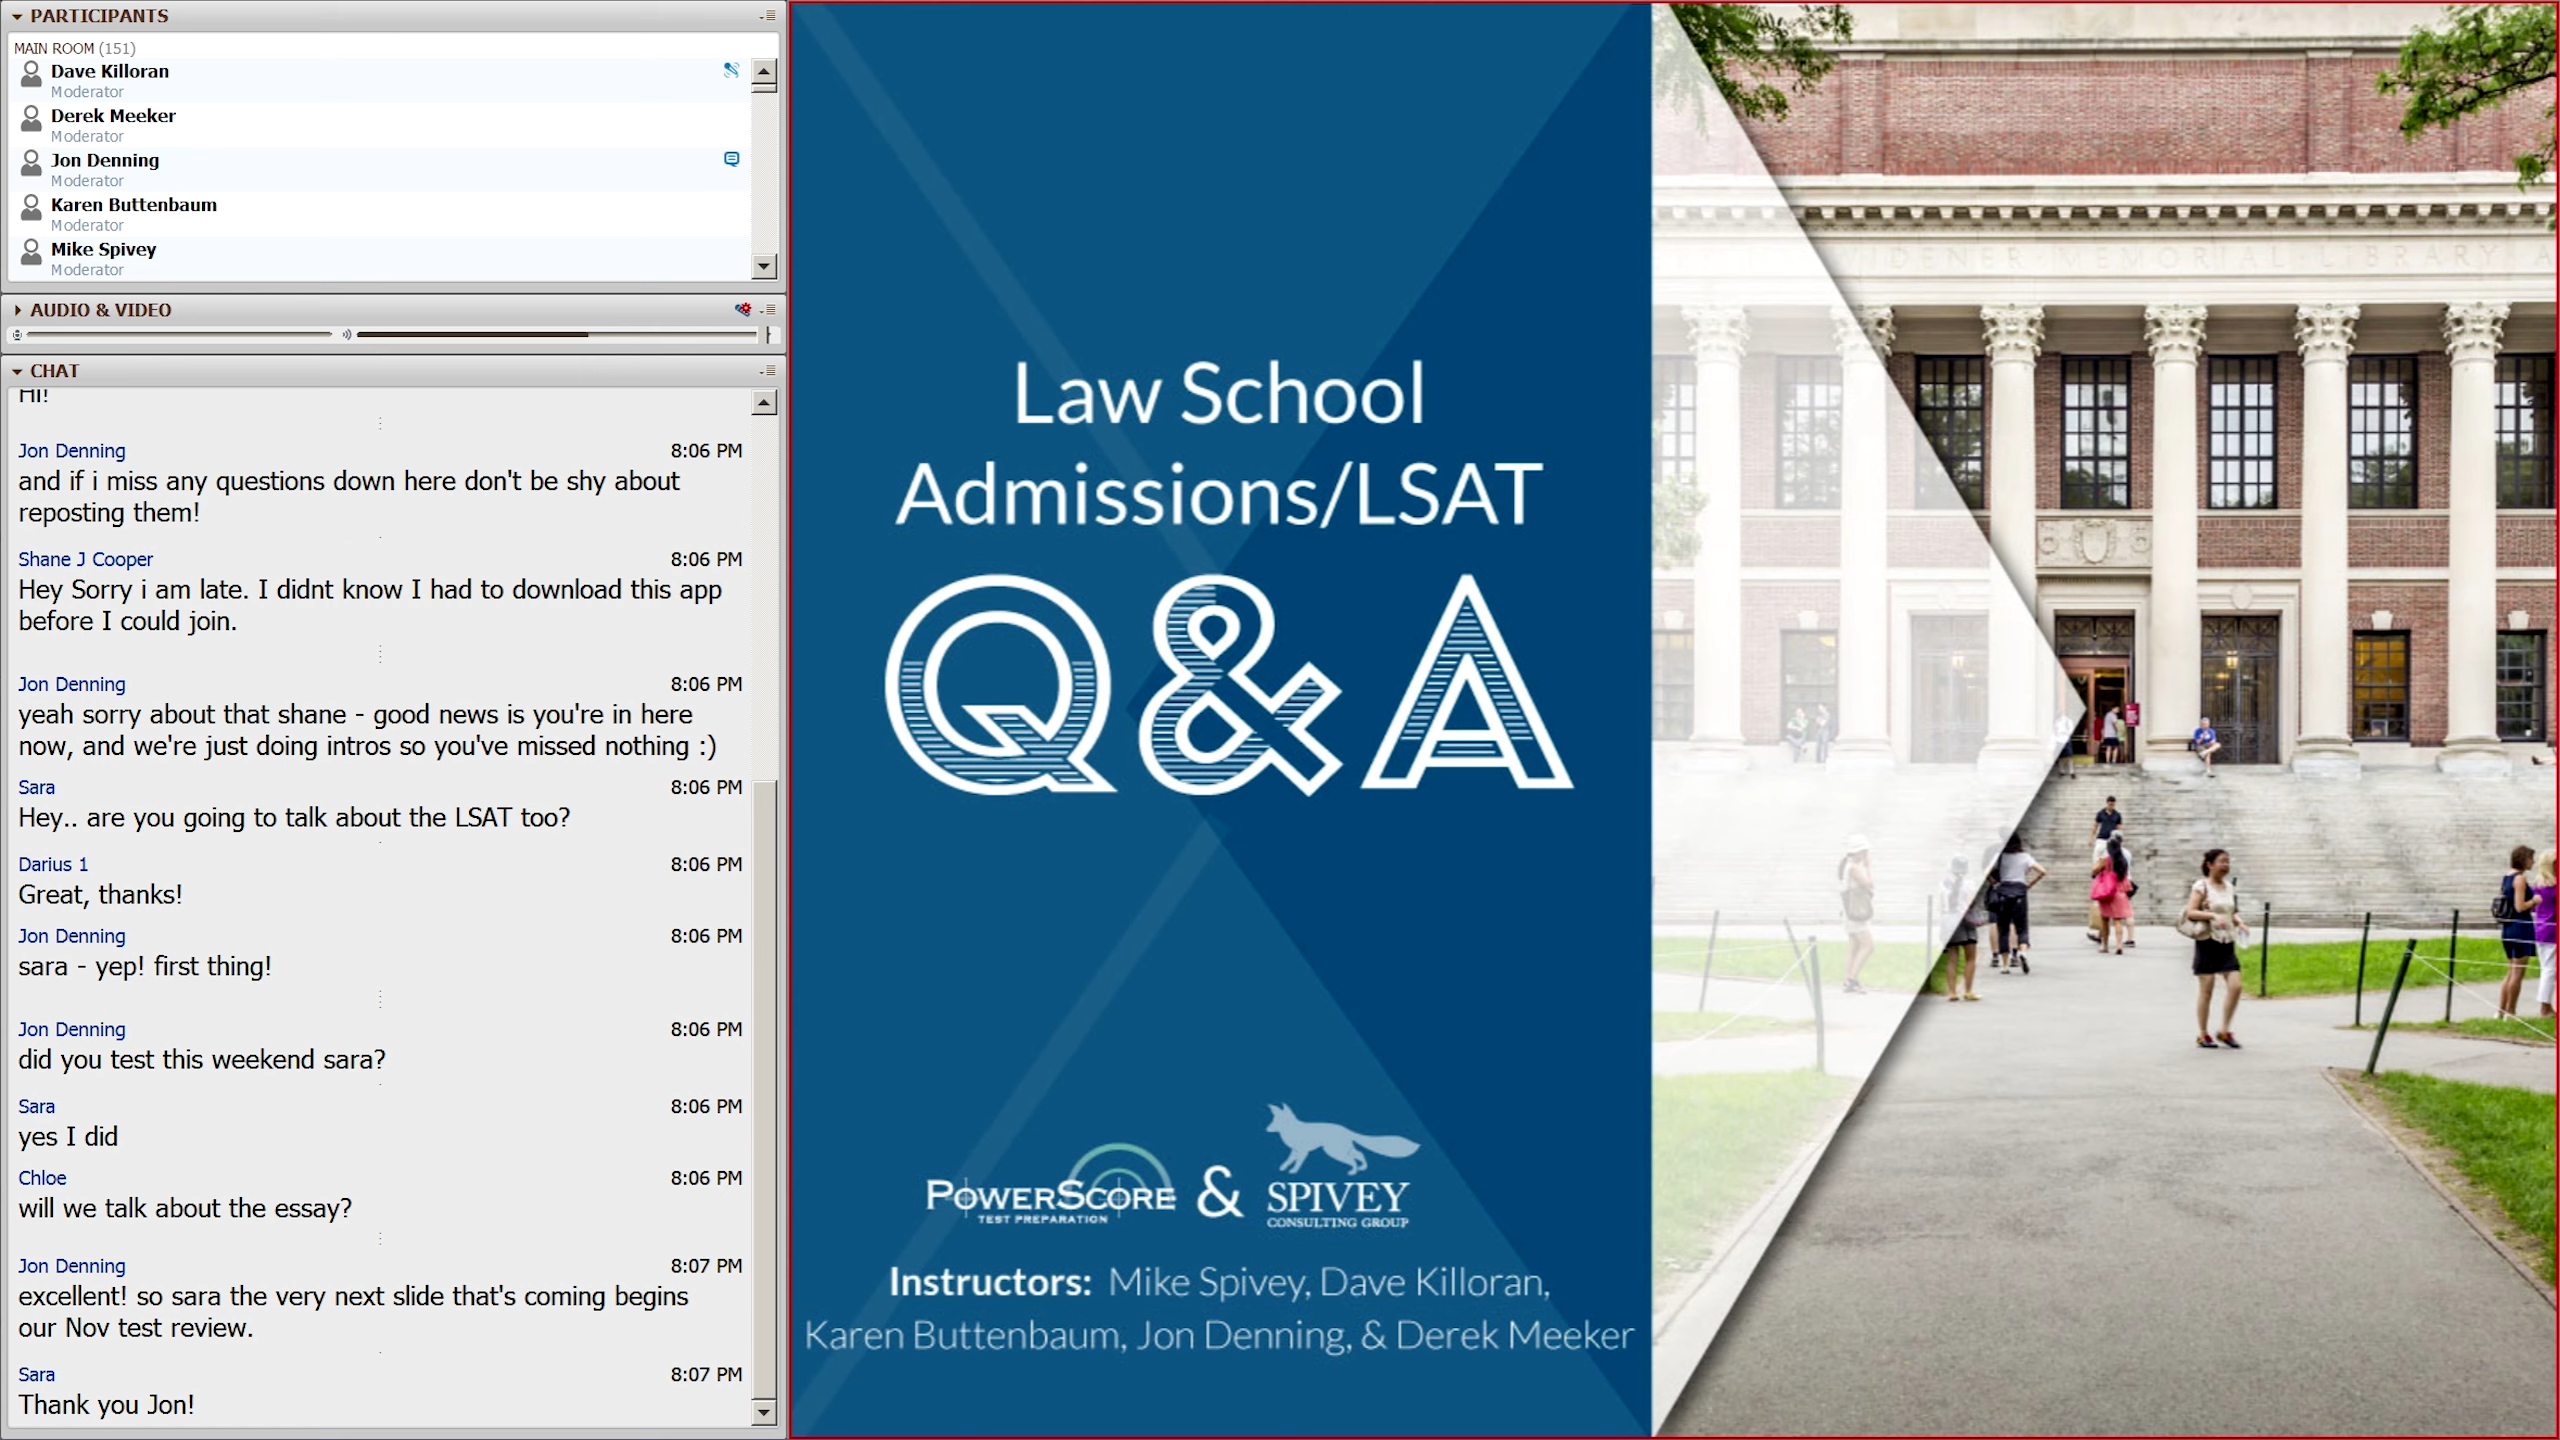 PARTICIPANTS
MAIN ROOM (151)
Dave Killoran
Moderator
Derek Meeker
Moderator
Jon Denning
Moderator
Karen Buttenbaum
Moderator
Mike Spivey
Moderator
AUDIO & VIDEO
CHAT
Hi!
Jon Denning 8:06 PM
and if i miss any questions down here don't be shy about
reposting them!
Shane J Cooper 8:06 PM
Hey Sorry i am late. I didnt know I had to download this app
before I could join.
Jon Denning 8:06 PM
yeah sorry about that shane - good news is you're in here
now, and we're just doing intros so you've missed nothing :)
Sara 8:06 PM
Hey.. are you going to talk about the LSAT too?
Darius 1 8:06 PM
Great, thanks!
Jon Denning 8:06 PM
sara - yep! first thing!
Jon Denning 8:06 PM
did you test this weekend sara?
Sara 8:06 PM
yes I did
Chloe 8:06 PM
will we talk about the essay?
Jon Denning 8:07 PM
excellent! so sara the very next slide that's coming begins
our Nov test review.
Sara 8:07 PM
Thank you Jon!
Law School
Admissions/LSAT
Q&A
POWERSCORE
TEST PREPARATION
&
SPIVEY
CONSULTING GROUP
Instructors: Mike Spivey, Dave Killoran,
Karen Buttenbaum, Jon Denning, & Derek Meeker
WIDENER MEMORIAL LIBRARY A